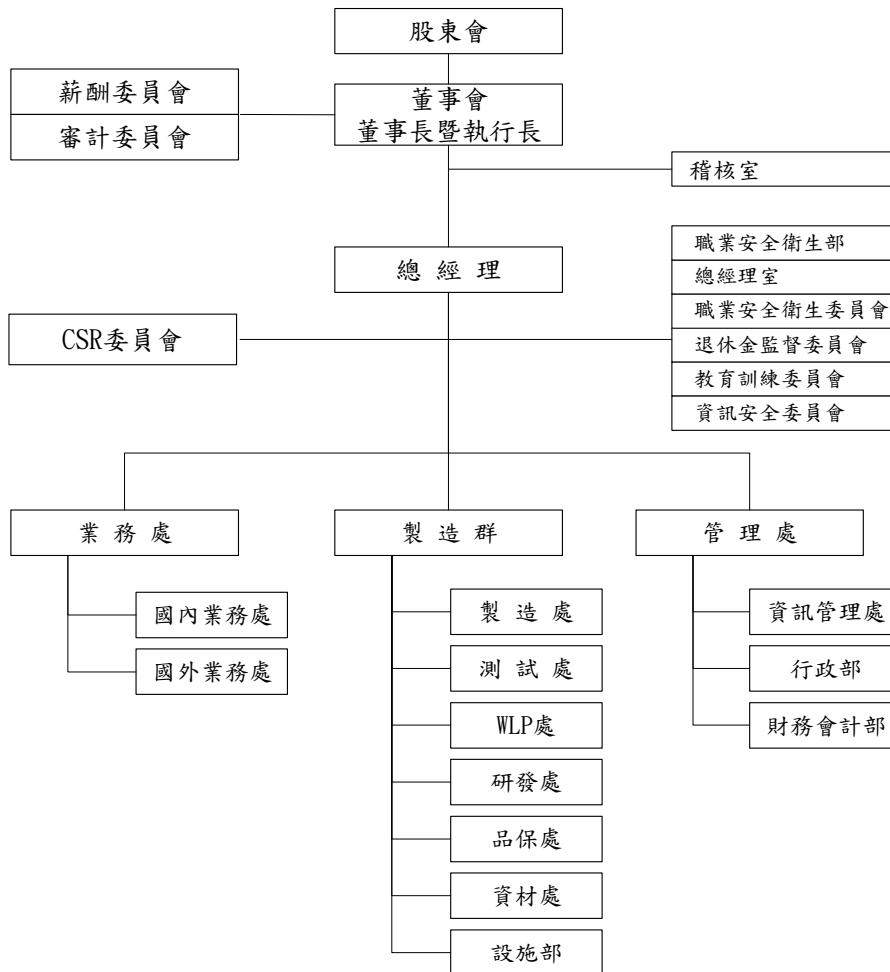 股東會
薪酬委員會
審計委員會
董事會
董事長暨執行長
稽核室
總 經 理
職業安全衛生部
總經理室
職業安全衛生委員會
退休金監督委員會
教育訓練委員會
資訊安全委員會
CSR委員會
業 務 處
製 造 群
管 理 處
國內業務處
國外業務處
製 造 處
測 試 處
WLP處
研發處
品保處
資材處
設施部
資訊管理處
行政部
財務會計部